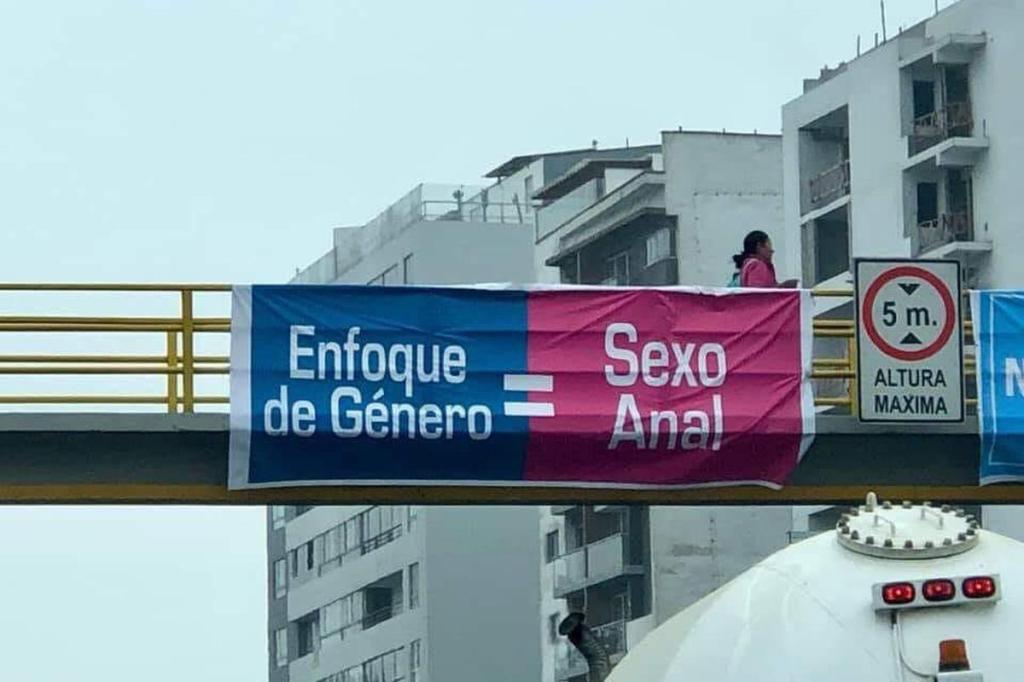 Enfoque
de Género
=
Sexo
Anal
5 m.
ALTURA
MAXIMA
N